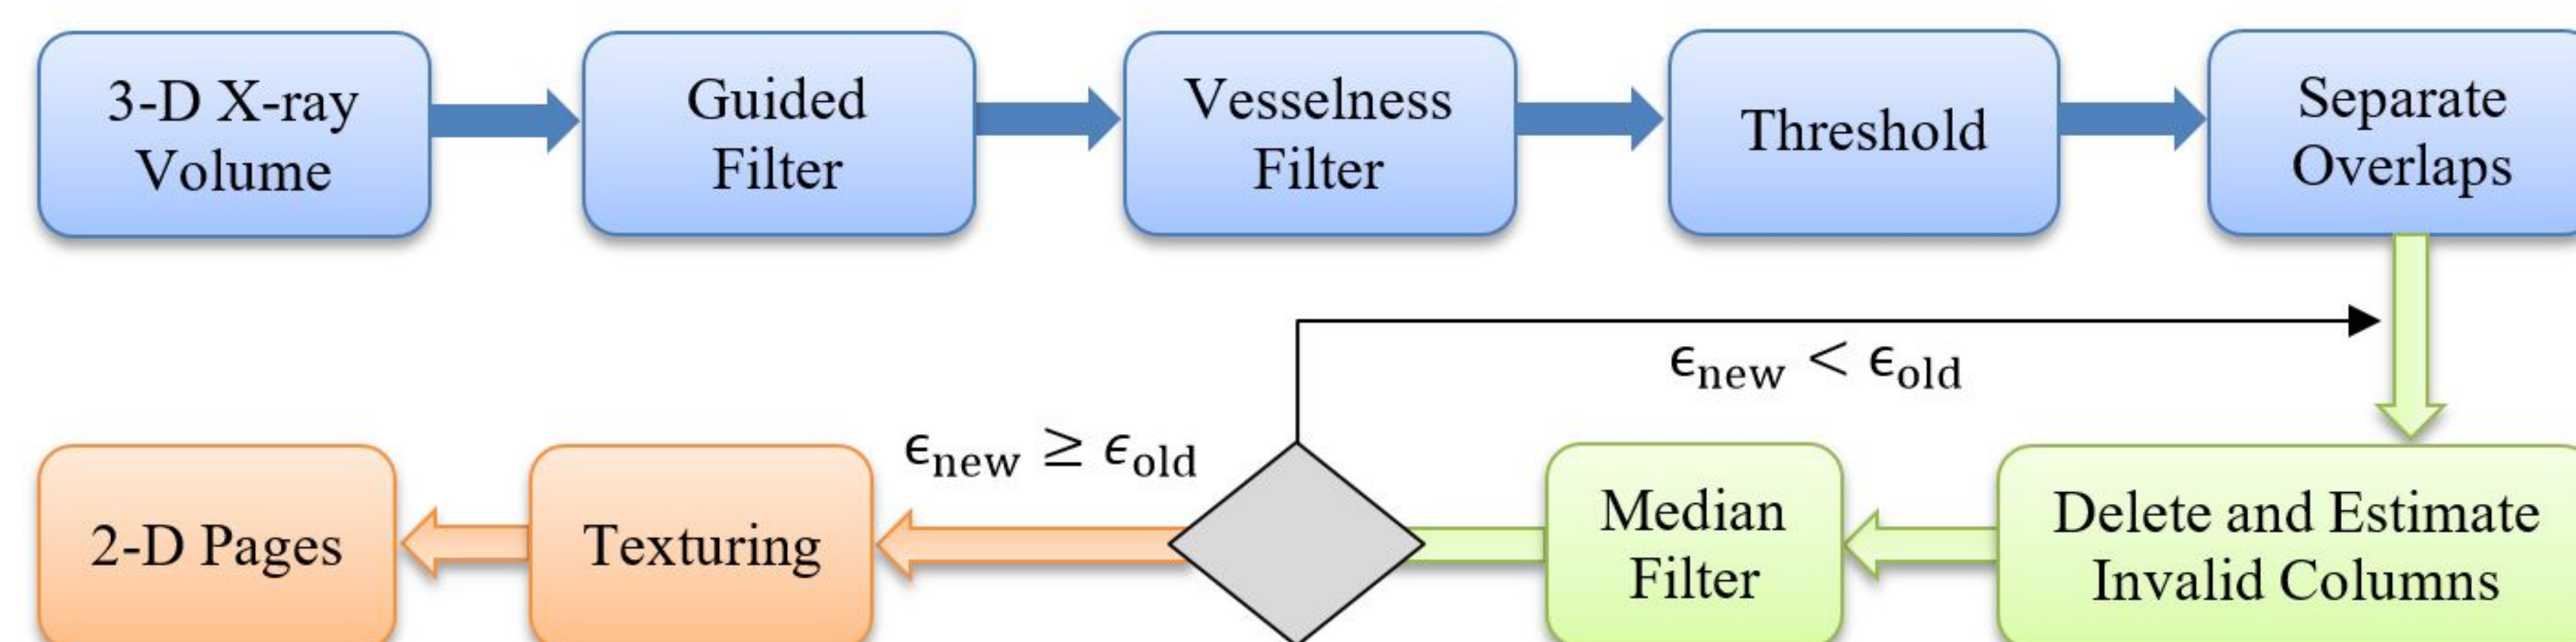 3-D X-ray
Volume
Guided
Filter
Vesselness
Filter
Threshold
Separate
Overlaps
ϵnew < ϵold
ϵnew ≥ ϵold
2-D Pages
Texturing
Median
Filter
Delete and Estimate
Invalid Columns